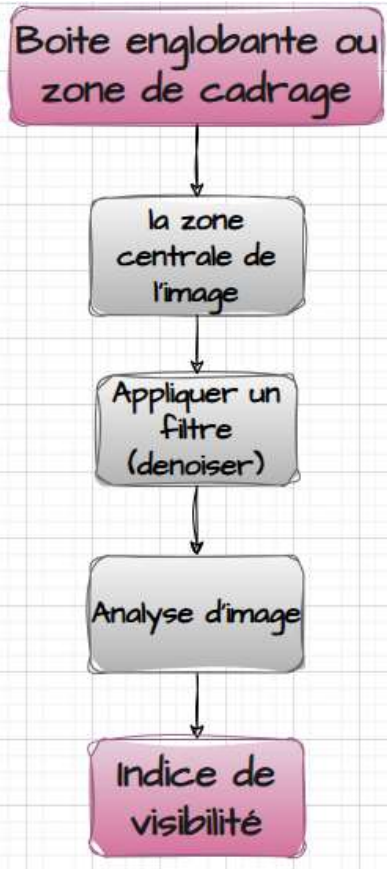 Boite englobante ou
zone de cadrage
la zone
centrale de
l'image
Appliquer un
filtre
(denoiser)
Analyse d'image
Indice de
visibilité